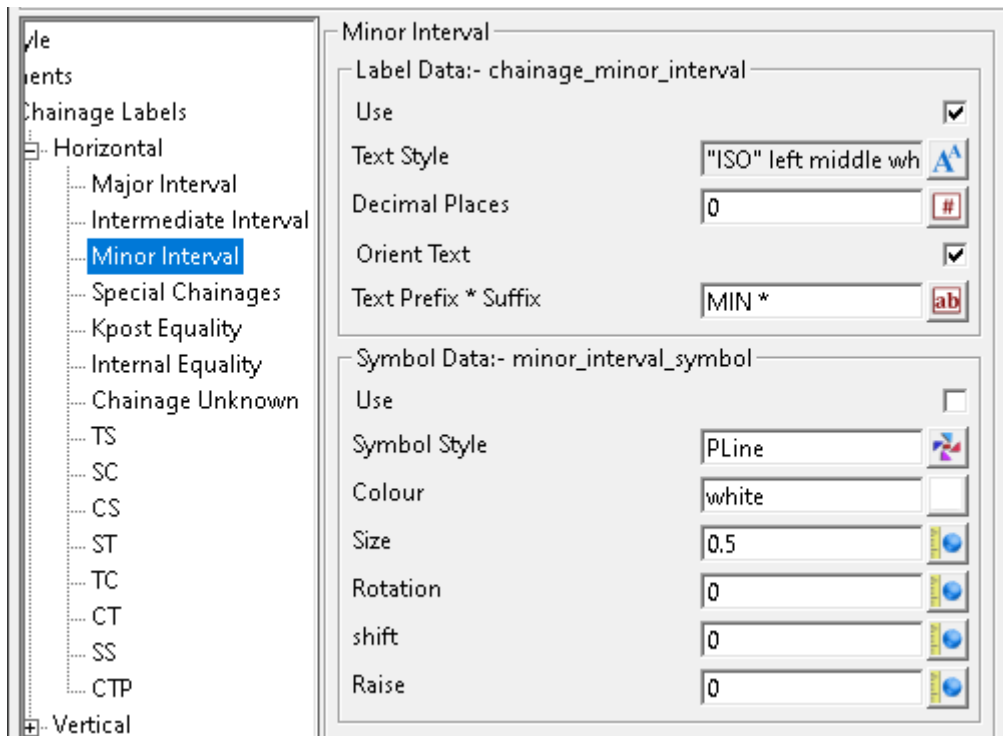 yle
ents
Chainage Labels
Horizontal
Major Interval
Intermediate Interval
Minor Interval
Special Chainages
Kpost Equality
Internal Equality
Chainage Unknown
TS
SC
CS
ST
TC
CT
SS
CTP
Vertical
Minor Interval
Label Data:- chainage_minor_interval
Use
Text Style "ISO" left middle wh
Decimal Places 0 #
Orient Text
Text Prefix * Suffix MIN * ab
Symbol Data:- minor_interval_symbol
Use
Symbol Style PLine
Colour white
Size 0.5
Rotation 0
shift 0
Raise 0